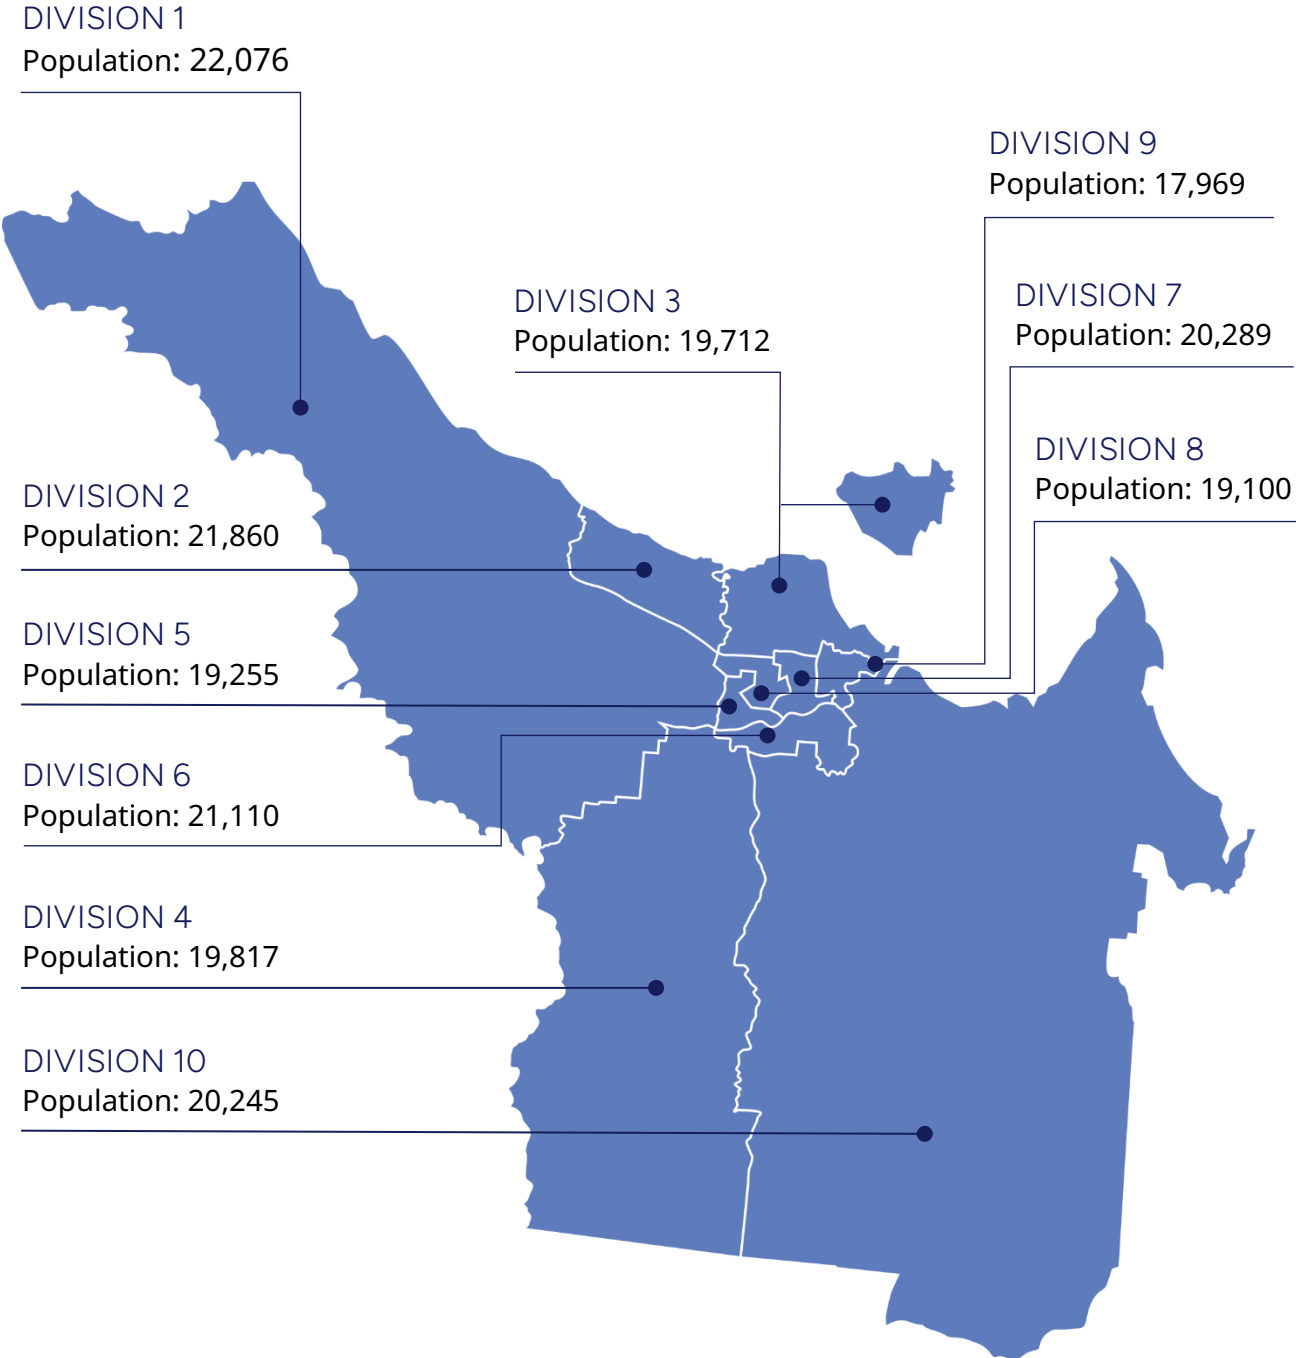 DIVISION 1
Population: 22,076
DIVISION 9
Population: 17,969
DIVISION 3
Population: 19,712
DIVISION 7
Population: 20,289
DIVISION 8
Population: 19,100
DIVISION 2
Population: 21,860
DIVISION 5
Population: 19,255
DIVISION 6
Population: 21,110
DIVISION 4
Population: 19,817
DIVISION 10
Population: 20,245